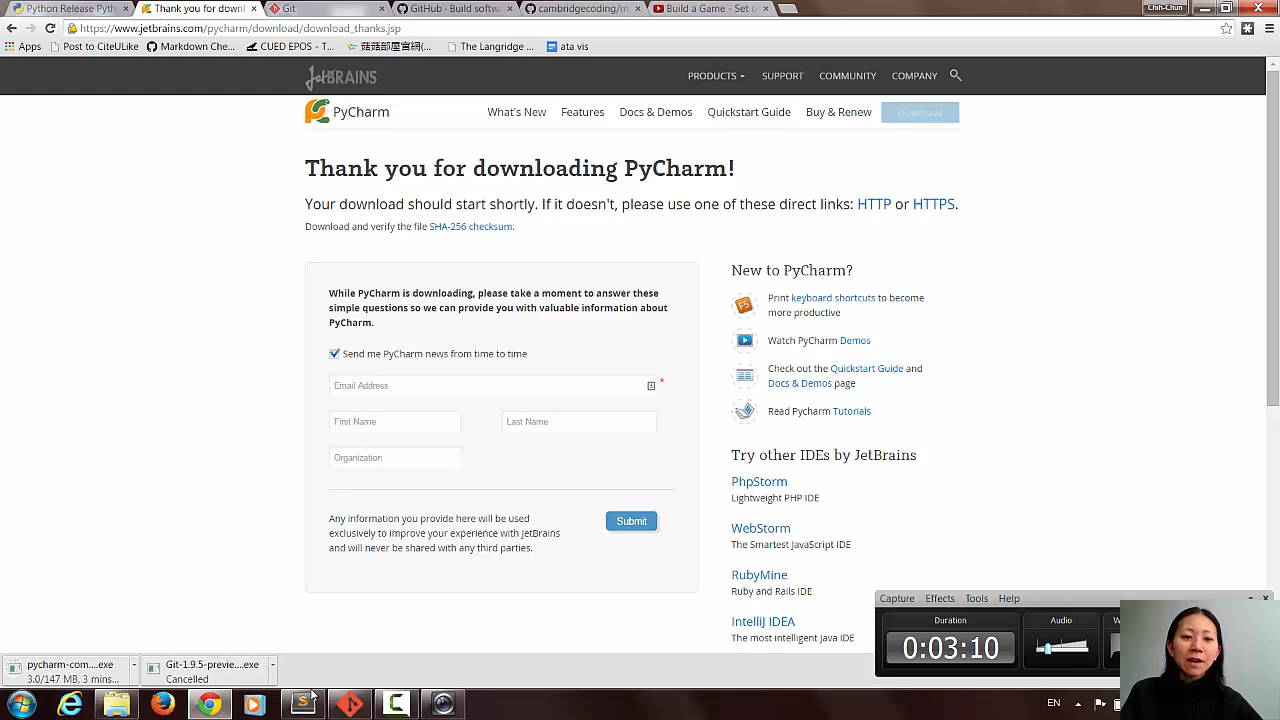 Python Release Pyth
Thank you for downl
Git
GitHub · Build softwa
cambridgecoding/m
Build a Game - Set u
Chih-Chun
https://www.jetbrains.com/pycharm/download/download_thanks.jsp
Apps
Post to CiteULike
Markdown Che...
CUED EPOS - T...
The Langridge ...
ata vis
JetBRAINS
PRODUCTS
SUPPORT
COMMUNITY
COMPANY
PyCharm
What's New
Features
Docs & Demos
Quickstart Guide
Buy & Renew
Download
Thank you for downloading PyCharm!
Your download should start shortly. If it doesn't, please use one of these direct links: HTTP or HTTPS.
Download and verify the file SHA-256 checksum.
While PyCharm is downloading, please take a moment to answer these
simple questions so we can provide you with valuable information about
PyCharm.
Send me PyCharm news from time to time
Email Address
*
First Name
Last Name
Organization
Any information you provide here will be used
exclusively to improve your experience with JetBrains
and will never be shared with any third parties.
Submit
New to PyCharm?
Print keyboard shortcuts to become
more productive
Watch PyCharm Demos
Check out the Quickstart Guide and
Docs & Demos page
Read Pycharm Tutorials
Try other IDEs by JetBrains
PhpStorm
Lightweight PHP IDE
WebStorm
The Smartest JavaScript IDE
RubyMine
Ruby and Rails IDE
IntelliJ IDEA
The most intelligent Java IDE
Capture
Effects
Tools
Help
Duration
Audio
0:03:10
pycharm-com....exe
3.0/147 MB, 3 mins...
Git-1.9.5-previe....exe
Cancelled
EN